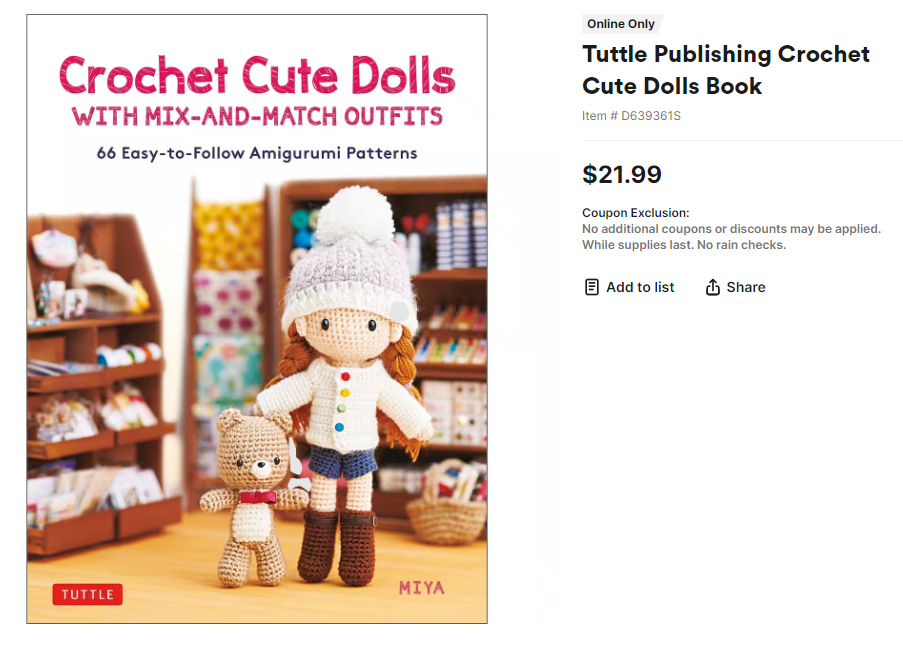 Crochet Cute Dolls
WITH MIX-AND-MATCH OUTFITS
66 Easy-to-Follow Amigurumi Patterns
TUTTLE
MIYA
Online Only
Tuttle Publishing Crochet
Cute Dolls Book
Item # D639361S
$21.99
Coupon Exclusion:
No additional coupons or discounts may be applied.
While supplies last. No rain checks.
Add to list
Share